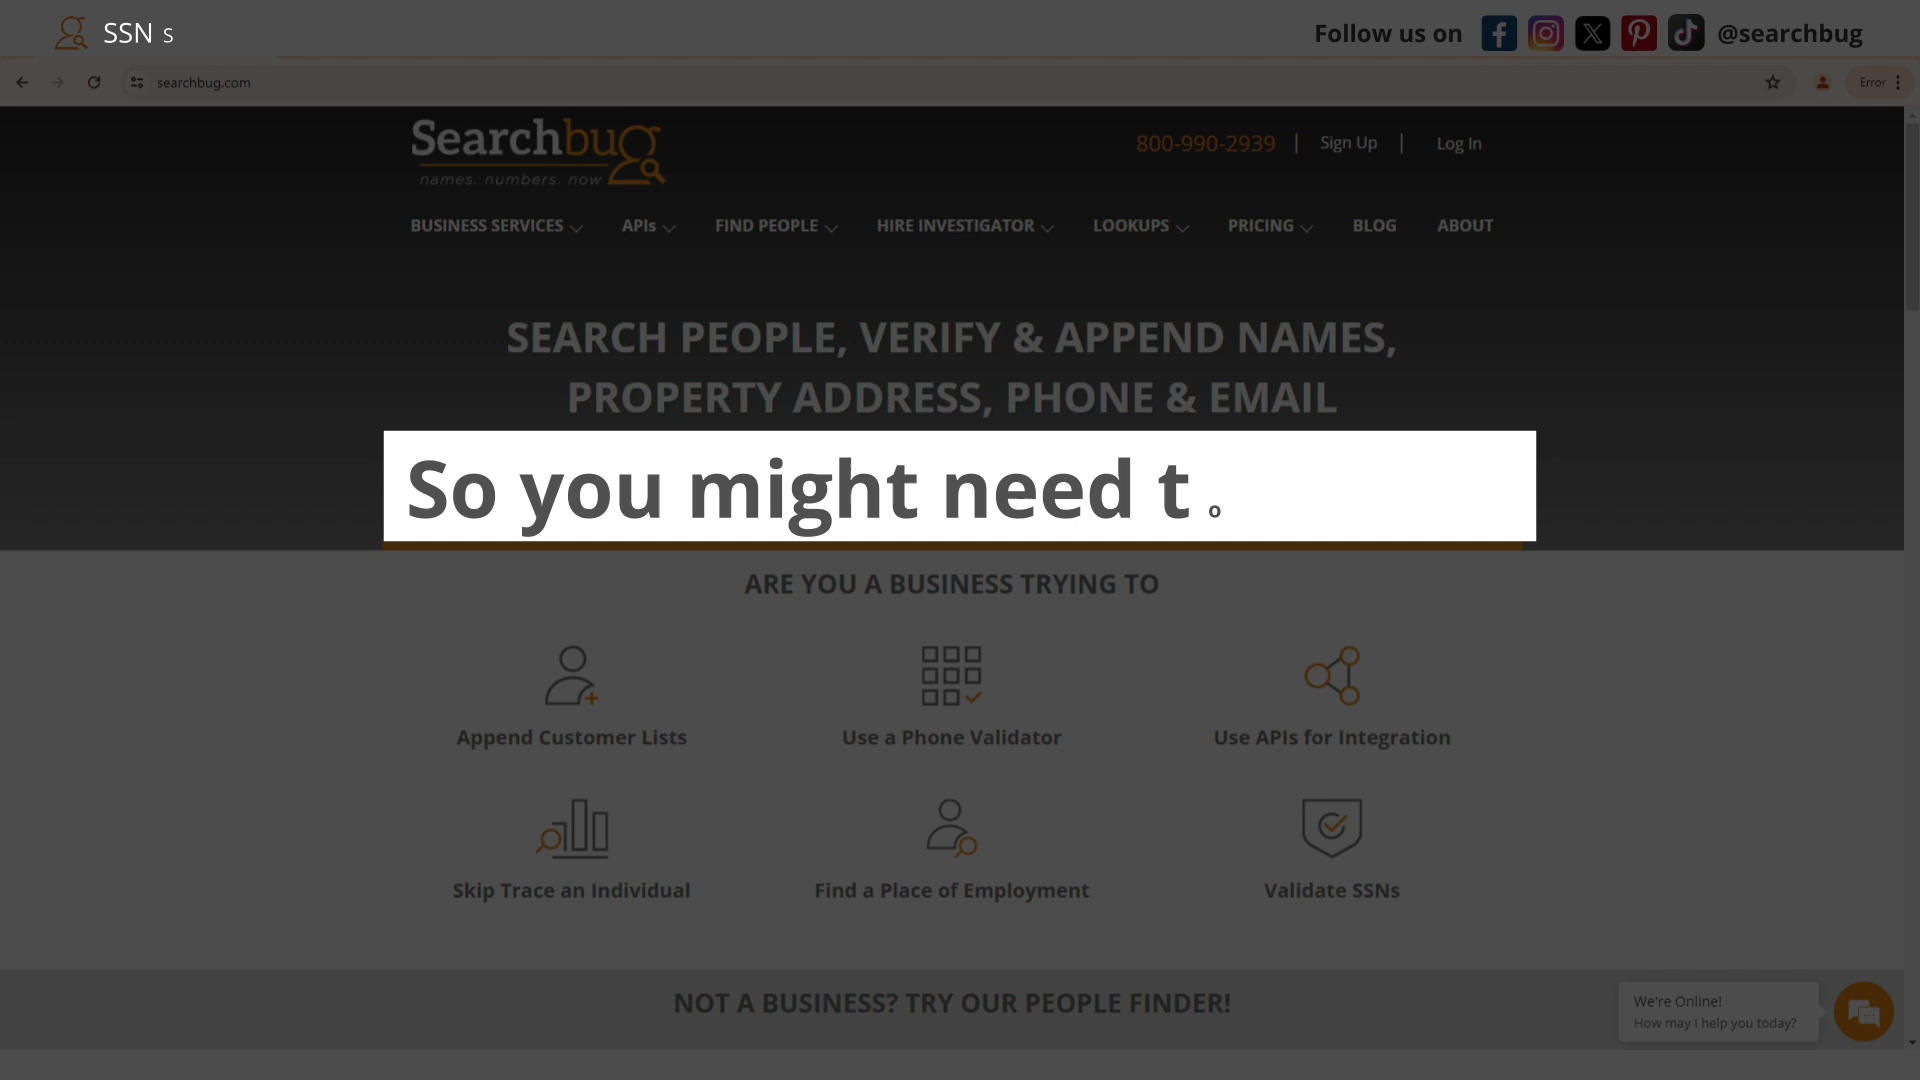 SSN s
Follow us on @searchbug
searchbug.com
Error
Searchbug
names. numbers. now
800-990-2939 | Sign Up | Log In
BUSINESS SERVICES APIs FIND PEOPLE HIRE INVESTIGATOR LOOKUPS PRICING BLOG ABOUT
SEARCH PEOPLE, VERIFY & APPEND NAMES,
PROPERTY ADDRESS, PHONE & EMAIL
So you might need to
ARE YOU A BUSINESS TRYING TO
Append Customer Lists Use a Phone Validator Use APIs for Integration
Skip Trace an Individual Find a Place of Employment Validate SSNs
NOT A BUSINESS? TRY OUR PEOPLE FINDER!
We're Online!
How may I help you today?